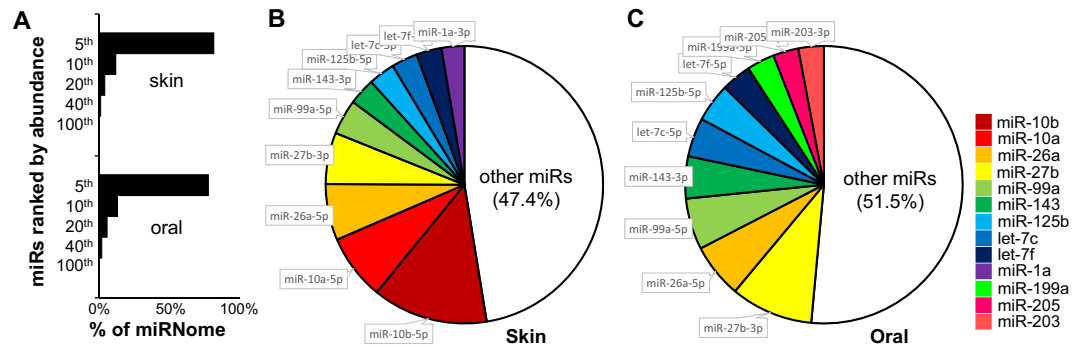 A
miRs ranked by abundance
5th
10th
20th
40th
100th
skin
5th
10th
20th
40th
100th
oral
0%
50%
100%
% of miRNome
B
miR-1a-3p
let-7f-
let-7c-5p
miR-125b-5p
miR-143-3p
miR-99a-5p
miR-27b-3p
miR-26a-5p
miR-10a-5p
miR-10b-5p
other miRs
(47.4%)
Skin
C
miR-203-3p
miR-205
miR-199a-3p
let-7f-5p
miR-125b-5p
let-7c-5p
miR-143-3p
miR-99a-5p
miR-26a-5p
miR-27b-3p
other miRs
(51.5%)
Oral
miR-10b
miR-10a
miR-26a
miR-27b
miR-99a
miR-143
miR-125b
let-7c
let-7f
miR-1a
miR-199a
miR-205
miR-203